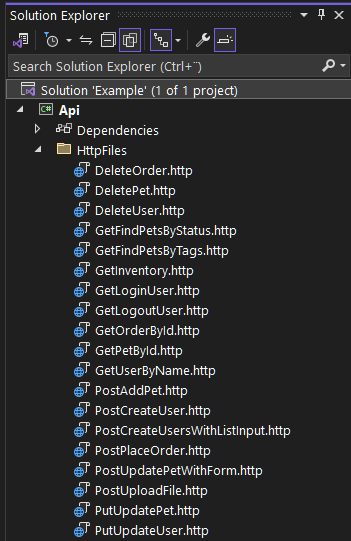 Solution Explorer
Search Solution Explorer (Ctrl+¨)
Solution 'Example' (1 of 1 project)
C# Api
Dependencies
HttpFiles
DeleteOrder.http
DeletePet.http
DeleteUser.http
GetFindPetsByStatus.http
GetFindPetsByTags.http
GetInventory.http
GetLoginUser.http
GetLogoutUser.http
GetOrderById.http
GetPetById.http
GetUserByName.http
PostAddPet.http
PostCreateUser.http
PostCreateUsersWithListInput.http
PostPlaceOrder.http
PostUpdatePetWithForm.http
PostUploadFile.http
PutUpdatePet.http
PutUpdateUser.http